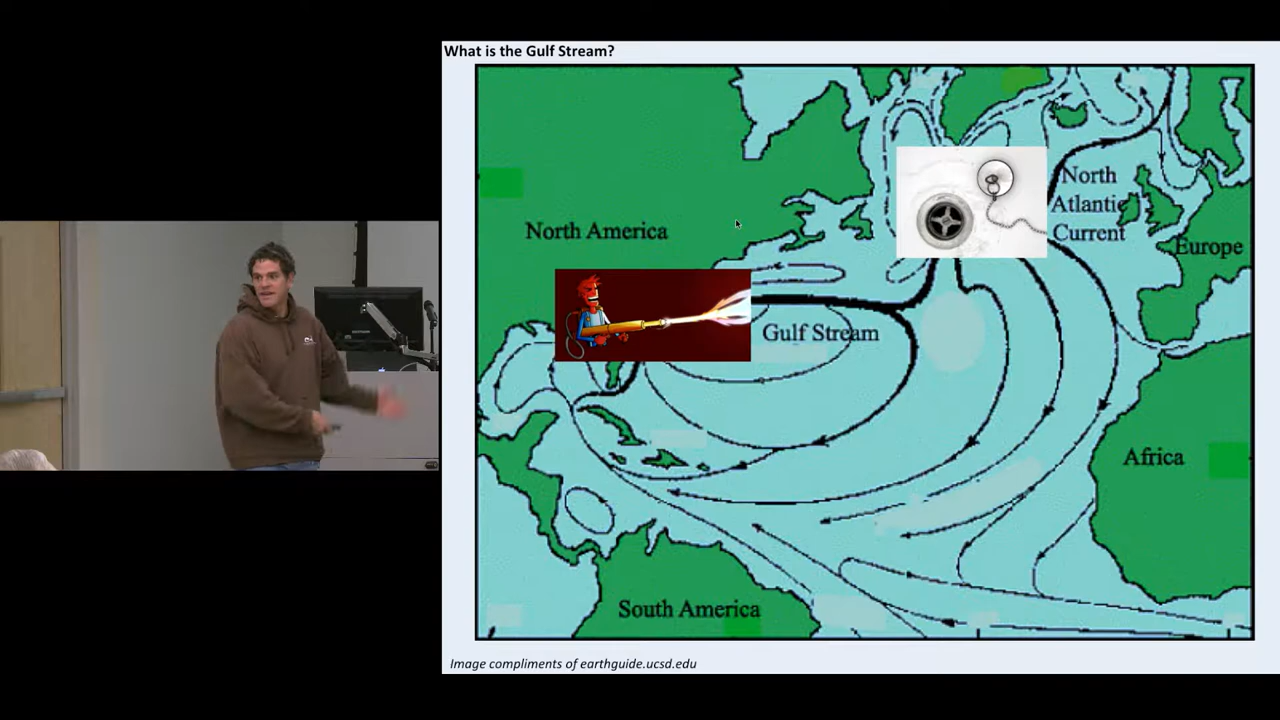 What is the Gulf Stream?
North
Atlantic
Current
North America
Europe
Gulf Stream
Africa
South America
Image compliments of earthguide.ucsd.edu